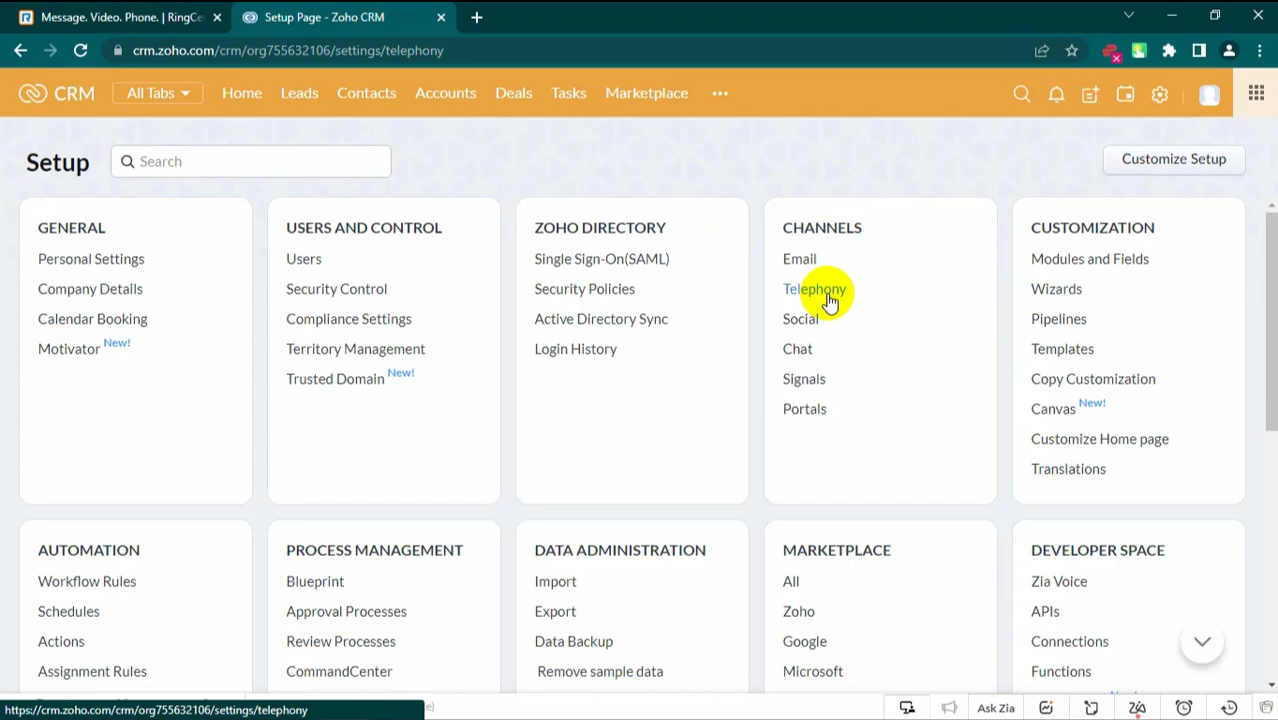 Message. Video. Phone. | RingCe
Setup Page - Zoho CRM
crm.zoho.com/crm/org755632106/settings/telephony
CRM
All Tabs
Home
Leads
Contacts
Accounts
Deals
Tasks
Marketplace
Setup
Search
Customize Setup
GENERAL
Personal Settings
Company Details
Calendar Booking
Motivator New!
USERS AND CONTROL
Users
Security Control
Compliance Settings
Territory Management
Trusted Domain New!
ZOHO DIRECTORY
Single Sign-On(SAML)
Security Policies
Active Directory Sync
Login History
CHANNELS
Email
Telephony
Social
Chat
Signals
Portals
CUSTOMIZATION
Modules and Fields
Wizards
Pipelines
Templates
Copy Customization
Canvas New!
Customize Home page
Translations
AUTOMATION
Workflow Rules
Schedules
Actions
Assignment Rules
PROCESS MANAGEMENT
Blueprint
Approval Processes
Review Processes
CommandCenter
DATA ADMINISTRATION
Import
Export
Data Backup
Remove sample data
MARKETPLACE
All
Zoho
Google
Microsoft
DEVELOPER SPACE
Zia Voice
APIs
Connections
Functions
https://crm.zoho.com/crm/org755632106/settings/telephony
Ask Zia